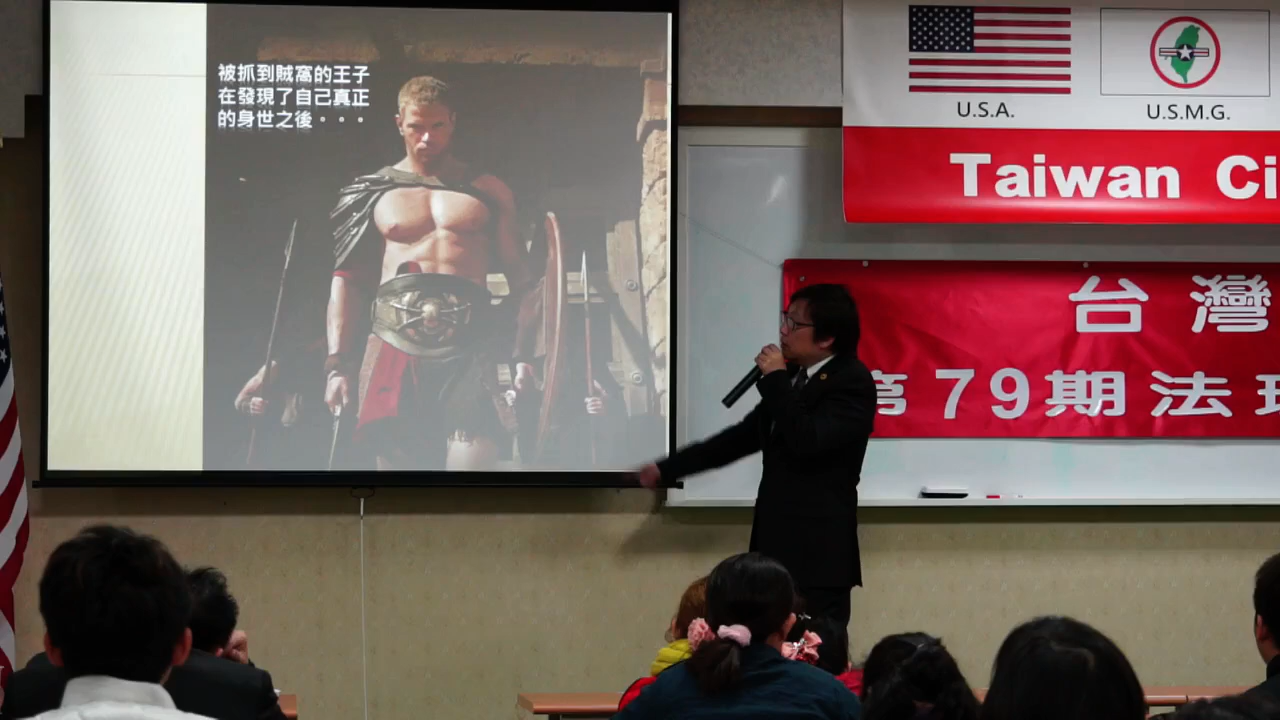 被抓到賊窩的王子
在發現了自己真正
的身世之後。。。
U.S.A.
U.S.M.G.
Taiwan Ci
台灣
第79期法理